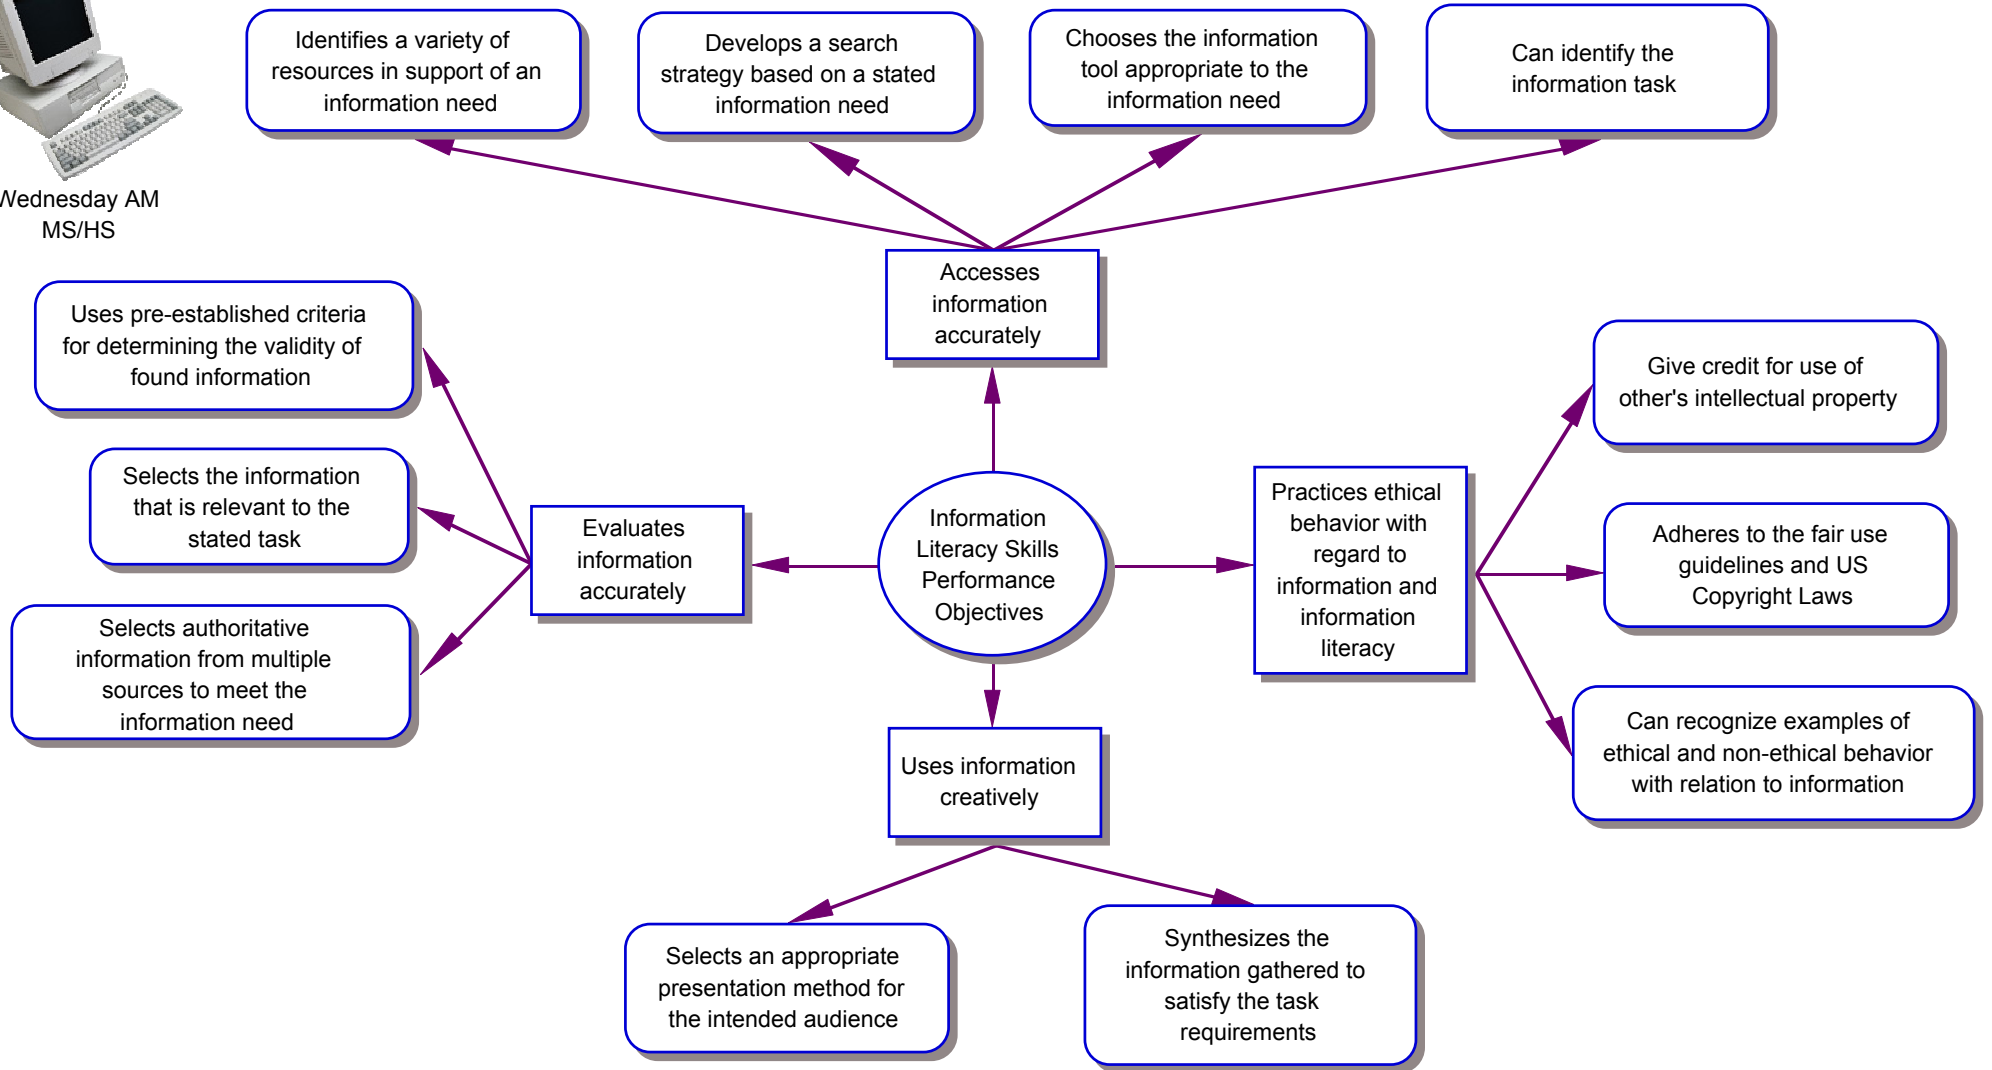 Identifies a variety of
resources in support of an
information need
Develops a search
strategy based on a stated
information need
Chooses the information
tool appropriate to the
information need
Can identify the
information task
Wednesday AM
MS/HS
Accesses
information
accurately
Uses pre-established criteria
for determining the validity of
found information
Selects the information
that is relevant to the
stated task
Selects authoritative
information from multiple
sources to meet the
information need
Evaluates
information
accurately
Information
Literacy Skills
Performance
Objectives
Practices ethical
behavior with
regard to
information and
information
literacy
Give credit for use of
other's intellectual property
Adheres to the fair use
guidelines and US
Copyright Laws
Can recognize examples of
ethical and non-ethical behavior
with relation to information
Uses information
creatively
Selects an appropriate
presentation method for
the intended audience
Synthesizes the
information gathered to
satisfy the task
requirements